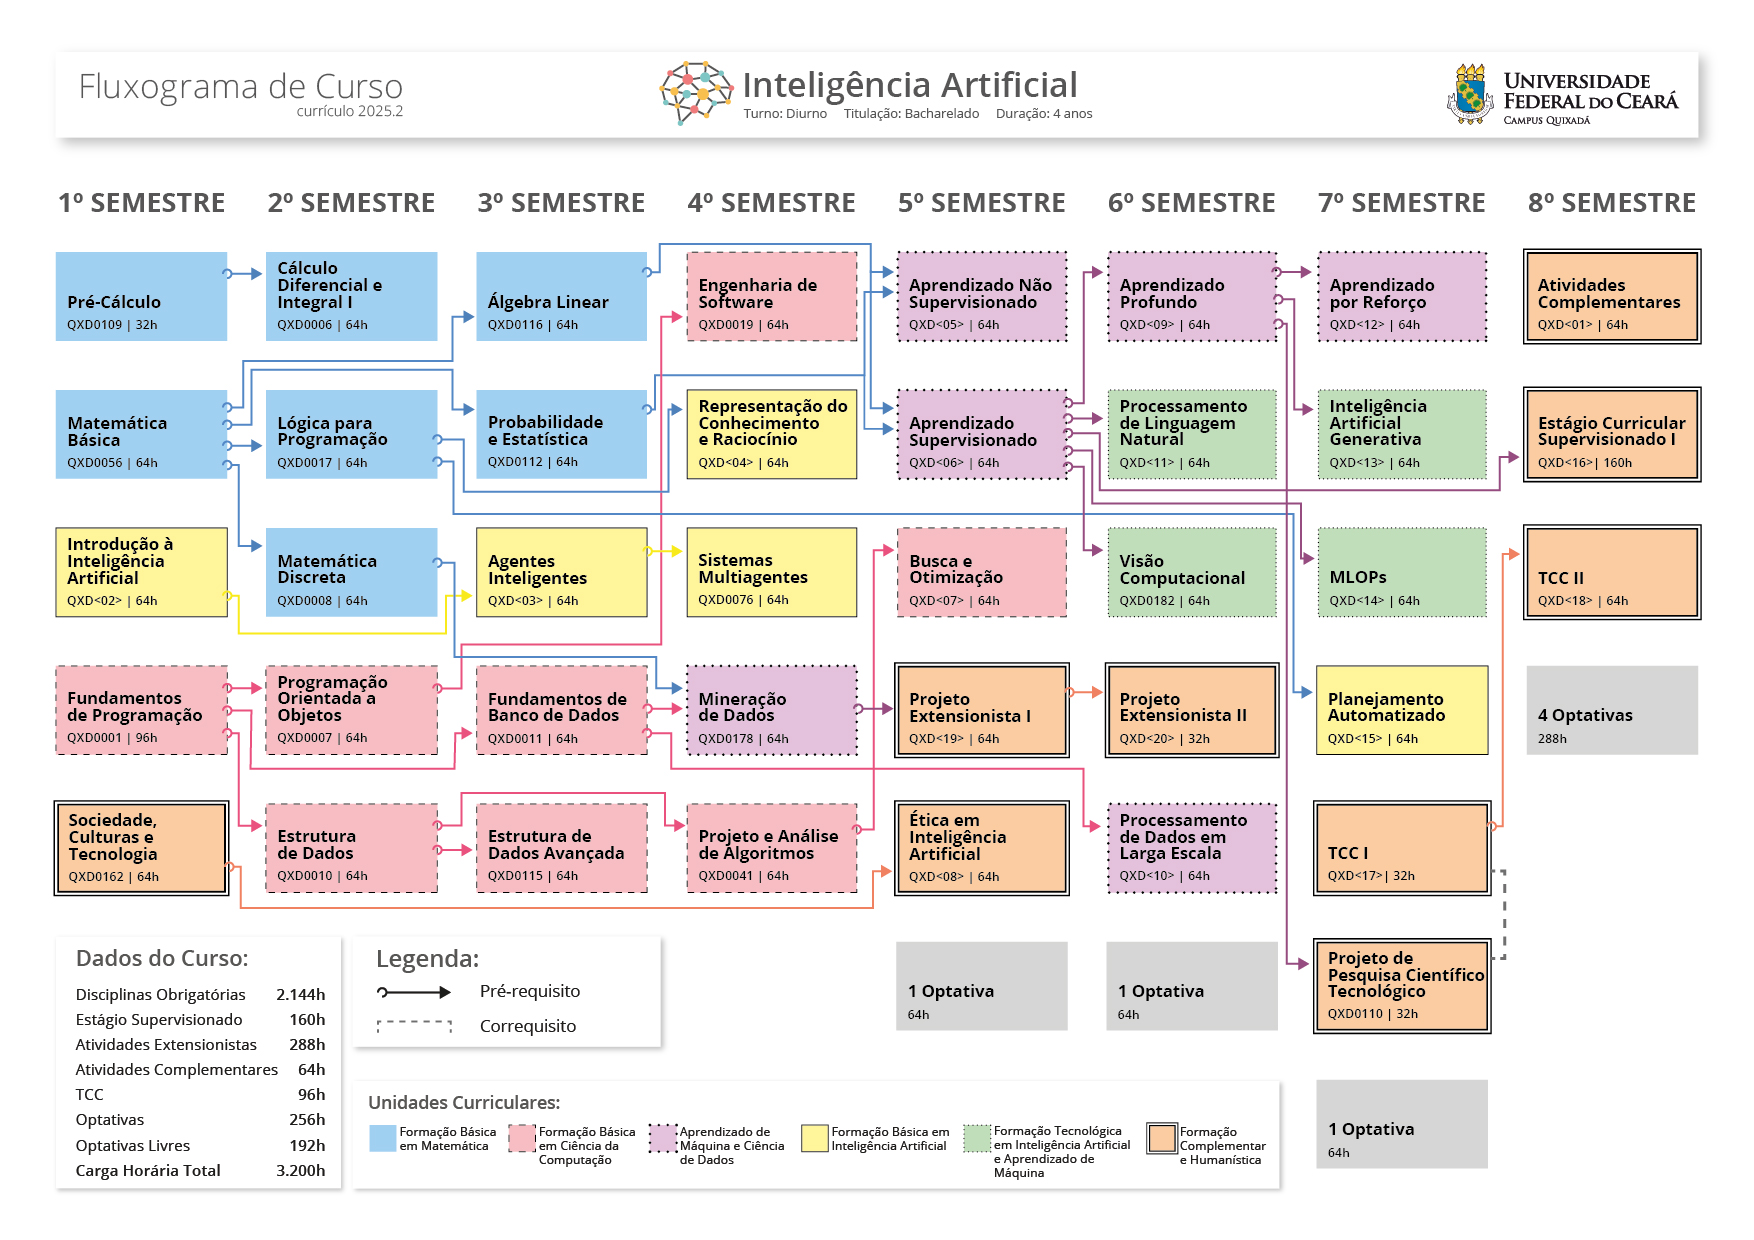 Fluxograma de Curso
currículo 2025.2
Inteligência Artificial
Turno: Diurno Titulação: Bacharelado Duração: 4 anos
UNIVERSIDADE
FEDERAL DO CEARÁ
CAMPUS QUIXADÁ
1º SEMESTRE
2º SEMESTRE
3º SEMESTRE
4º SEMESTRE
5º SEMESTRE
6º SEMESTRE
7º SEMESTRE
8º SEMESTRE
Pré-Cálculo
QXD0109 | 32h
Cálculo
Diferencial e
Integral I
QXD0006 | 64h
Álgebra Linear
QXD0116 | 64h
Engenharia de
Software
QXD0019 | 64h
Aprendizado Não
Supervisionado
QXD<05> | 64h
Aprendizado
Profundo
QXD<09> | 64h
Aprendizado
por Reforço
QXD<12> | 64h
Atividades
Complementares
QXD<01> | 64h
Matemática
Básica
QXD0056 | 64h
Lógica para
Programação
QXD0017 | 64h
Probabilidade
e Estatística
QXD0112 | 64h
Representação do
Conhecimento
e Raciocínio
QXD<04> | 64h
Aprendizado
Supervisionado
QXD<06> | 64h
Processamento
de Linguagem
Natural
QXD<11> | 64h
Inteligência
Artificial
Generativa
QXD<13> | 64h
Estágio Curricular
Supervisionado I
QXD<16>| 160h
Introdução à
Inteligência
Artificial
QXD<02> | 64h
Matemática
Discreta
QXD0008 | 64h
Agentes
Inteligentes
QXD<03> | 64h
Sistemas
Multiagentes
QXD0076 | 64h
Busca e
Otimização
QXD<07> | 64h
Visão
Computacional
QXD0182 | 64h
MLOPs
QXD<14> | 64h
TCC II
QXD<18> | 64h
Fundamentos
de Programação
QXD0001 | 96h
Programação
Orientada a
Objetos
QXD0007 | 64h
Fundamentos de
Banco de Dados
QXD0011 | 64h
Mineração
de Dados
QXD0178 | 64h
Projeto
Extensionista I
QXD<19> | 64h
Projeto
Extensionista II
QXD<20> | 32h
Planejamento
Automatizado
QXD<15> | 64h
4 Optativas
288h
Sociedade,
Culturas e
Tecnologia
QXD0162 | 64h
Estrutura
de Dados
QXD0010 | 64h
Estrutura de
Dados Avançada
QXD0115 | 64h
Projeto e Análise
de Algoritmos
QXD0041 | 64h
Ética em
Inteligência
Artificial
QXD<08> | 64h
Processamento
de Dados em
Larga Escala
QXD<10> | 64h
TCC I
QXD<17>| 32h
1 Optativa
64h
1 Optativa
64h
Projeto de
Pesquisa Científico
Tecnológico
QXD0110 | 32h
1 Optativa
64h
Dados do Curso:
Disciplinas Obrigatórias 2.144h
Estágio Supervisionado 160h
Atividades Extensionistas 288h
Atividades Complementares 64h
TCC 96h
Optativas 256h
Optativas Livres 192h
Carga Horária Total 3.200h
Legenda:
Pré-requisito
Correquisito
Unidades Curriculares:
Formação Básica
em Matemática
Formação Básica
em Ciência da
Computação
Aprendizado de
Máquina e Ciência
de Dados
Formação Básica em
Inteligência Artificial
Formação Tecnológica
em Inteligência Artificial
e Aprendizado de
Máquina
Formação
Complementar
e Humanística